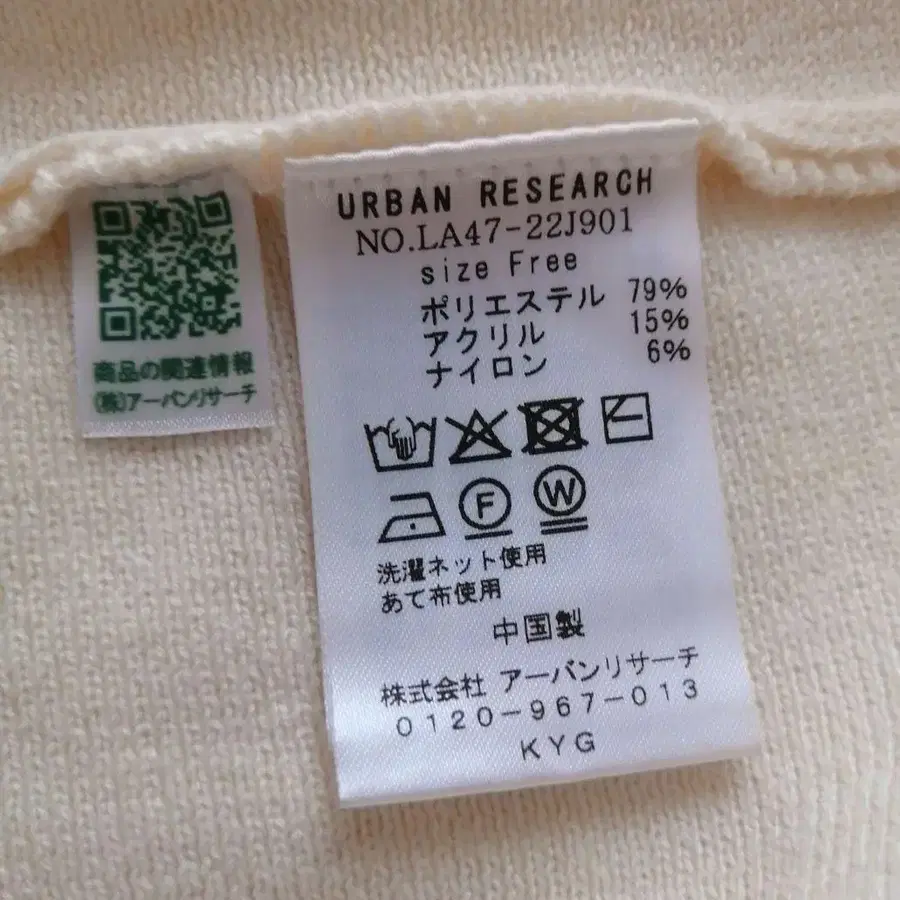 URBAN RESEARCH
NO.LA47-22J901
size Free
ポリエステル 79%
アクリル 15%
ナイロン 6%
F W
洗濯ネット使用
あて布使用
中国製
株式会社 アーバンリサーチ
0120-967-013
KYG
商品の関連情報
(株)アーバンリサーチ